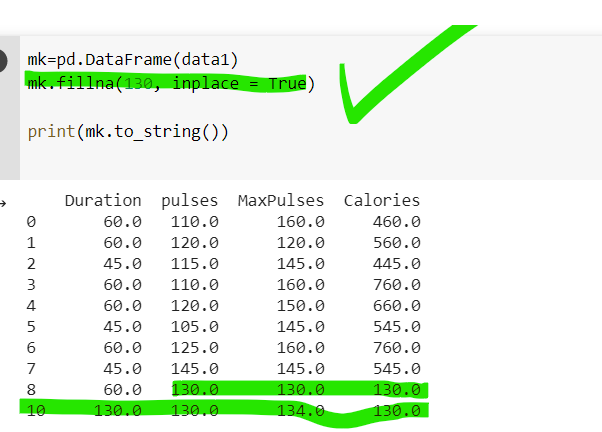 mk=pd.DataFrame(data1)
mk.fillna(130, inplace = True)
print(mk.to_string())
Duration pulses MaxPulses Calories
0 60.0 110.0 160.0 460.0
1 60.0 120.0 120.0 560.0
2 45.0 115.0 145.0 445.0
3 60.0 110.0 160.0 760.0
4 60.0 120.0 150.0 660.0
5 45.0 105.0 145.0 545.0
6 60.0 125.0 160.0 760.0
7 45.0 145.0 145.0 545.0
8 60.0 130.0 130.0 130.0
10 130.0 130.0 134.0 130.0